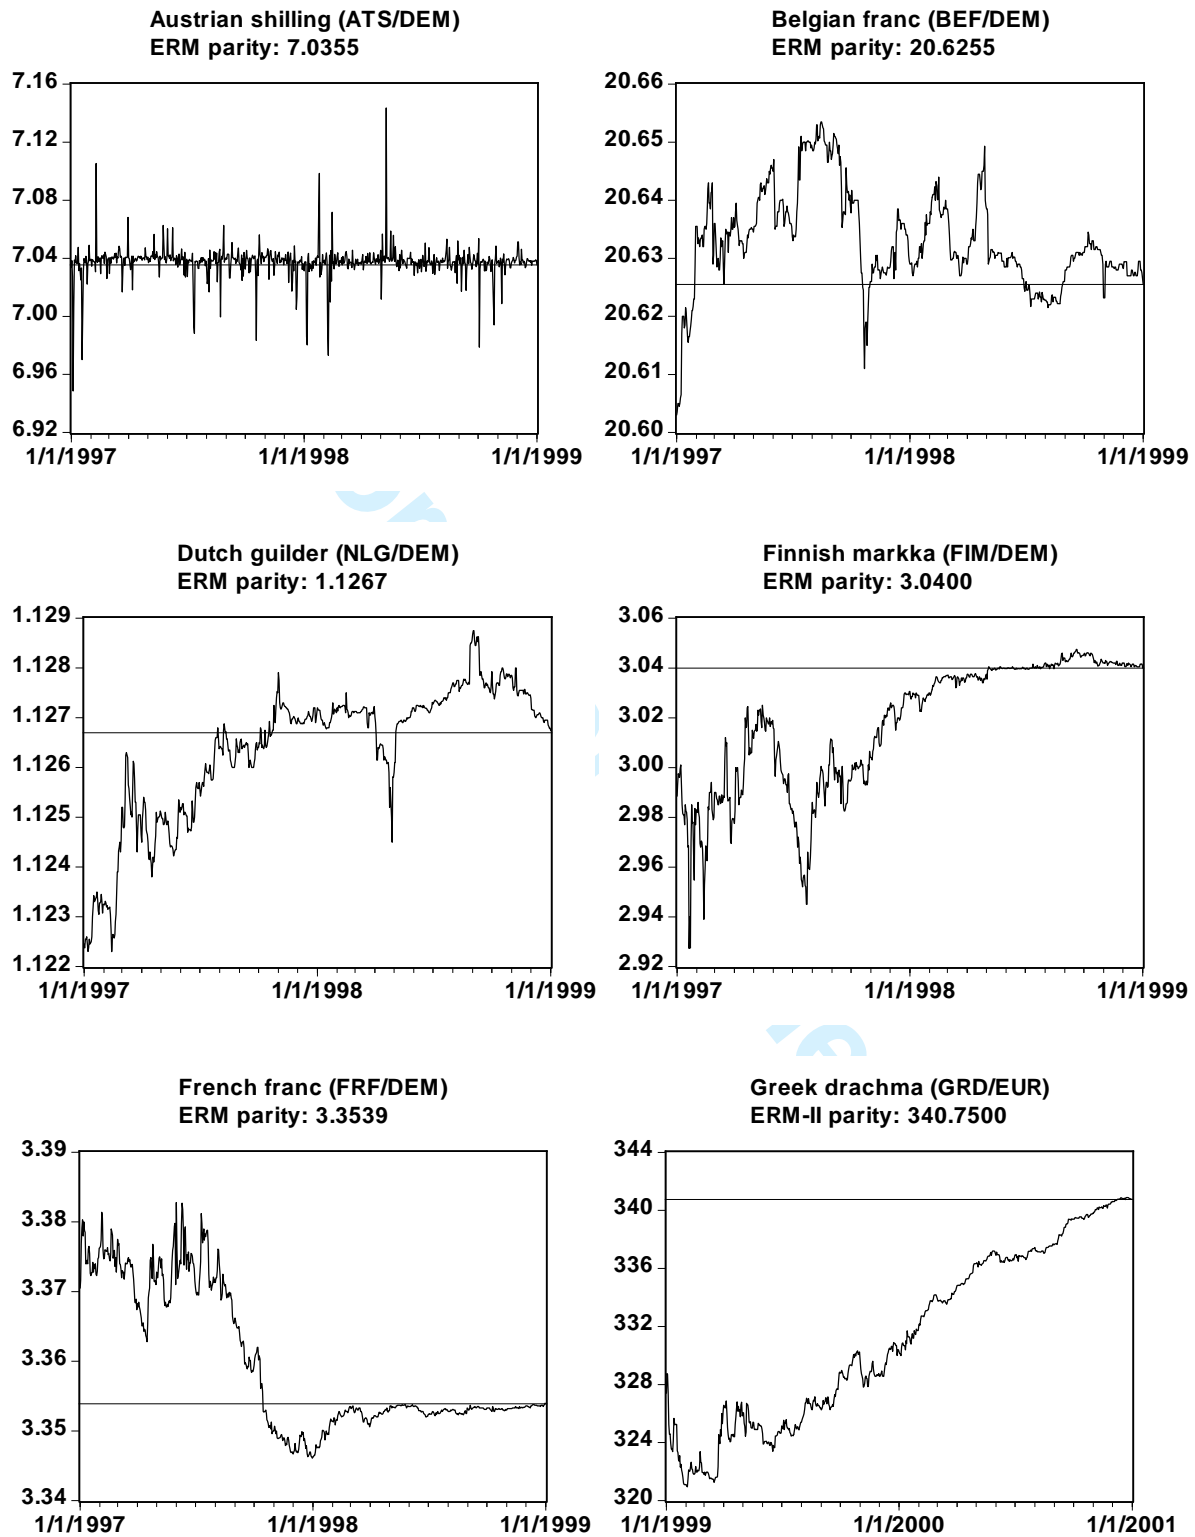 Austrian shilling (ATS/DEM)
ERM parity: 7.0355
7.16
7.12
7.08
7.04
7.00
6.96
6.92
1/1/1997 1/1/1998 1/1/1999
Belgian franc (BEF/DEM)
ERM parity: 20.6255
20.66
20.65
20.64
20.63
20.62
20.61
20.60
1/1/1997 1/1/1998 1/1/1999
Dutch guilder (NLG/DEM)
ERM parity: 1.1267
1.129
1.128
1.127
1.126
1.125
1.124
1.123
1.122
1/1/1997 1/1/1998 1/1/1999
Finnish markka (FIM/DEM)
ERM parity: 3.0400
3.06
3.04
3.02
3.00
2.98
2.96
2.94
2.92
1/1/1997 1/1/1998 1/1/1999
French franc (FRF/DEM)
ERM parity: 3.3539
3.39
3.38
3.37
3.36
3.35
3.34
1/1/1997 1/1/1998 1/1/1999
Greek drachma (GRD/EUR)
ERM-II parity: 340.7500
344
340
336
332
328
324
320
1/1/1999 1/1/2000 1/1/2001